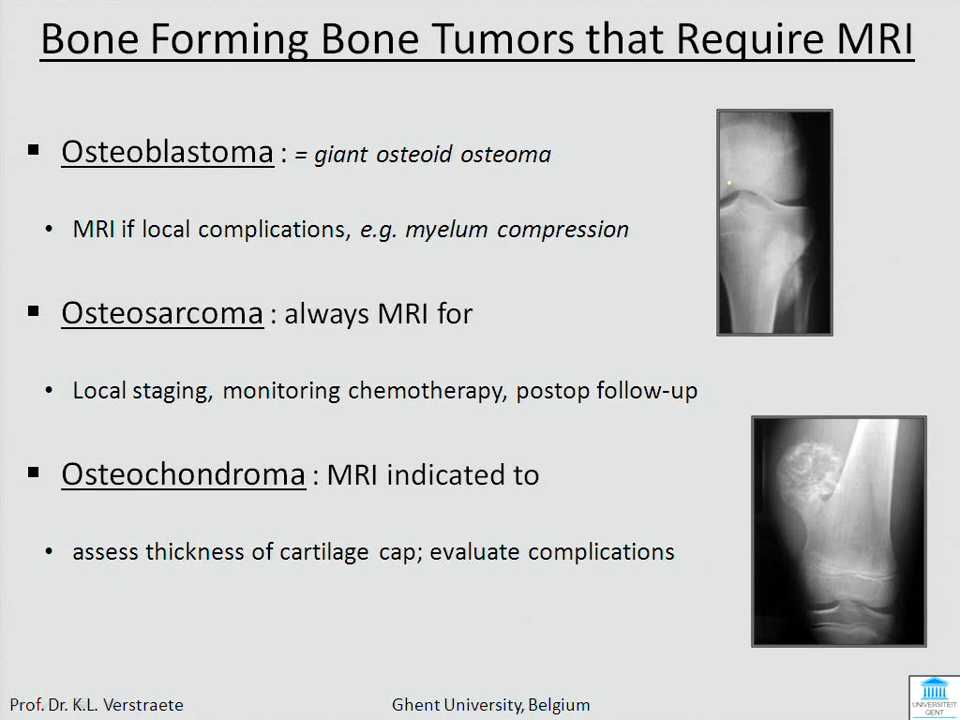 Bone Forming Bone Tumors that Require MRI
▪ Osteoblastoma : = giant osteoid osteoma
• MRI if local complications, e.g. myelum compression
▪ Osteosarcoma : always MRI for
• Local staging, monitoring chemotherapy, postop follow-up
▪ Osteochondroma : MRI indicated to
• assess thickness of cartilage cap; evaluate complications
Prof. Dr. K.L. Verstraete
Ghent University, Belgium
UNIVERSITEIT
GENT